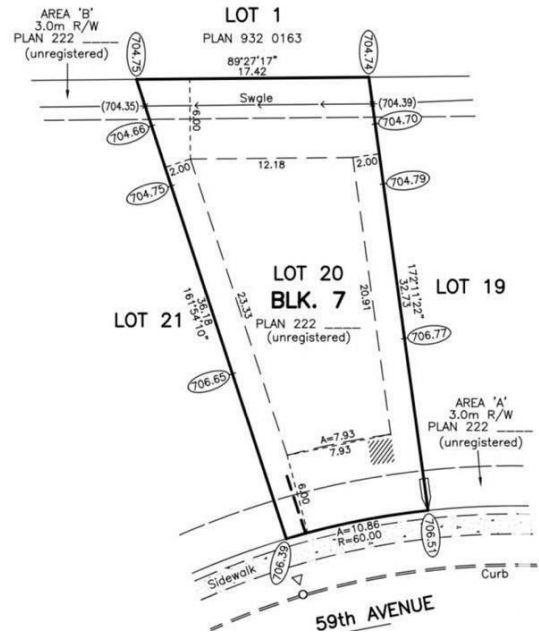 LOT 1
PLAN 932 0163
AREA 'B'
3.0m R/W
PLAN 222 ____
(unregistered)
704.75
704.74
89°27'17"
17.42
Swale
(704.35)
(704.39)
704.70
704.66
6.00
2.00
12.18
2.00
704.75
704.79
36.18
161°54'10"
23.33
20.91
172°11'22"
32.73
LOT 20
BLK. 7
PLAN 222 ____
(unregistered)
LOT 21
LOT 19
706.77
706.65
AREA 'A'
3.0m R/W
PLAN 222 ____
(unregistered)
A=7.93
7.93
6.00
A=10.86
R=60.00
706.39
706.51
Sidewalk
Curb
59th AVENUE